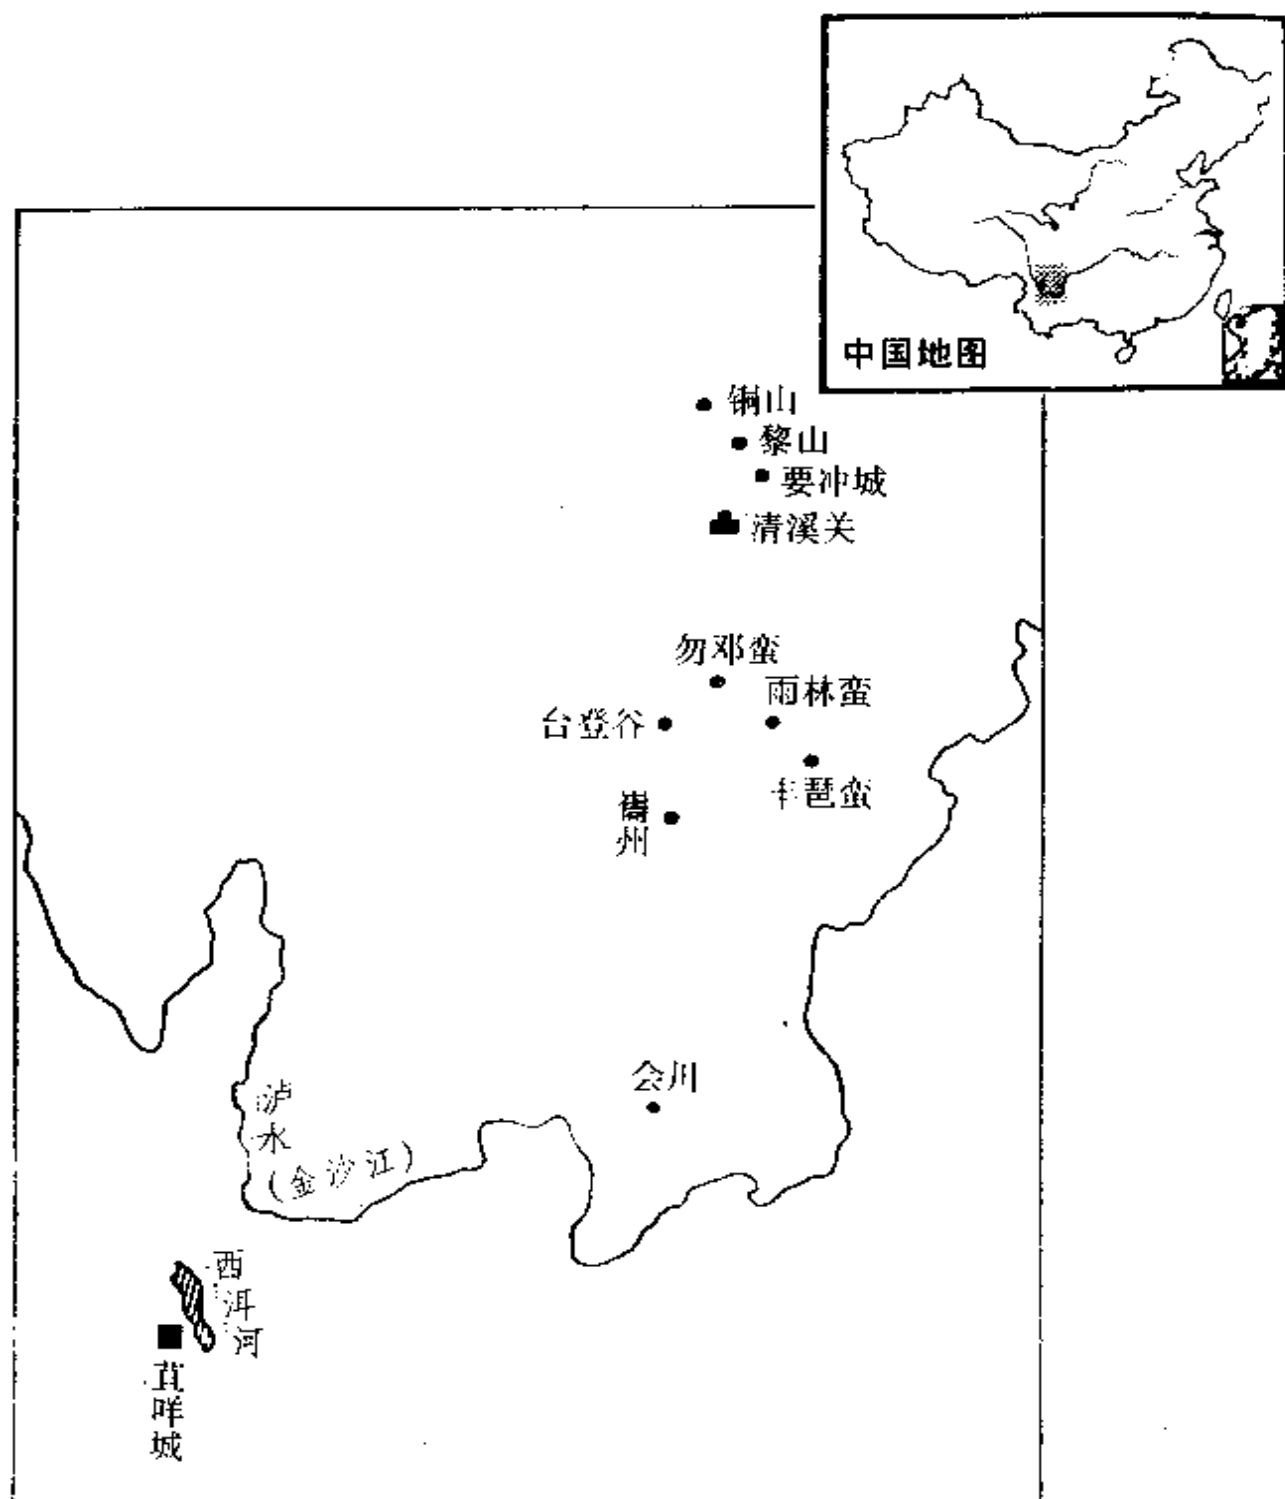 中国地图
铜山
黎山
要冲城
清溪关
勿邓蛮
雨林蛮
台登谷
琶蛮
州
会川
泸水
(金沙江)
西洱河
苴咩城